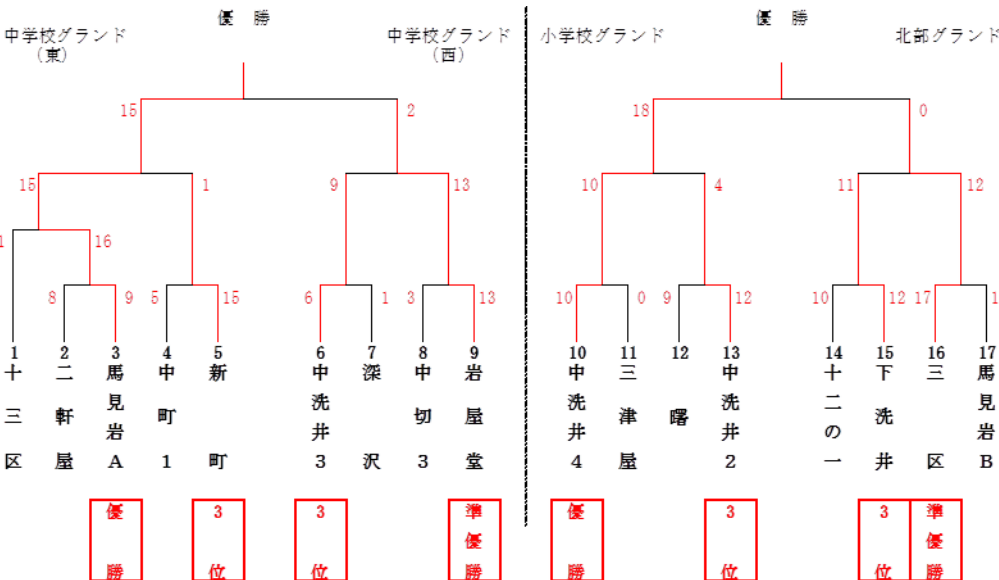 優 勝
優 勝
中学校グランド
（東）
中学校グランド
（西）
小学校グランド
北部グランド
15
2
18
0
15
1
9
13
10
4
11
12
1
16
8
9
5
15
6
1
3
13
10
0
9
12
10
12
17
1
1
2
3
4
5
6
7
8
9
10
11
12
13
14
15
16
17
十三区
二軒屋
馬見岩A
中町1
新町
中洗井3
深沢
中切3
岩屋堂
中洗井4
三津屋
曙
中洗井2
十二の一
下洗井
三区
馬見岩B
優勝
3位
3位
準優勝
優勝
3位
3位
準優勝